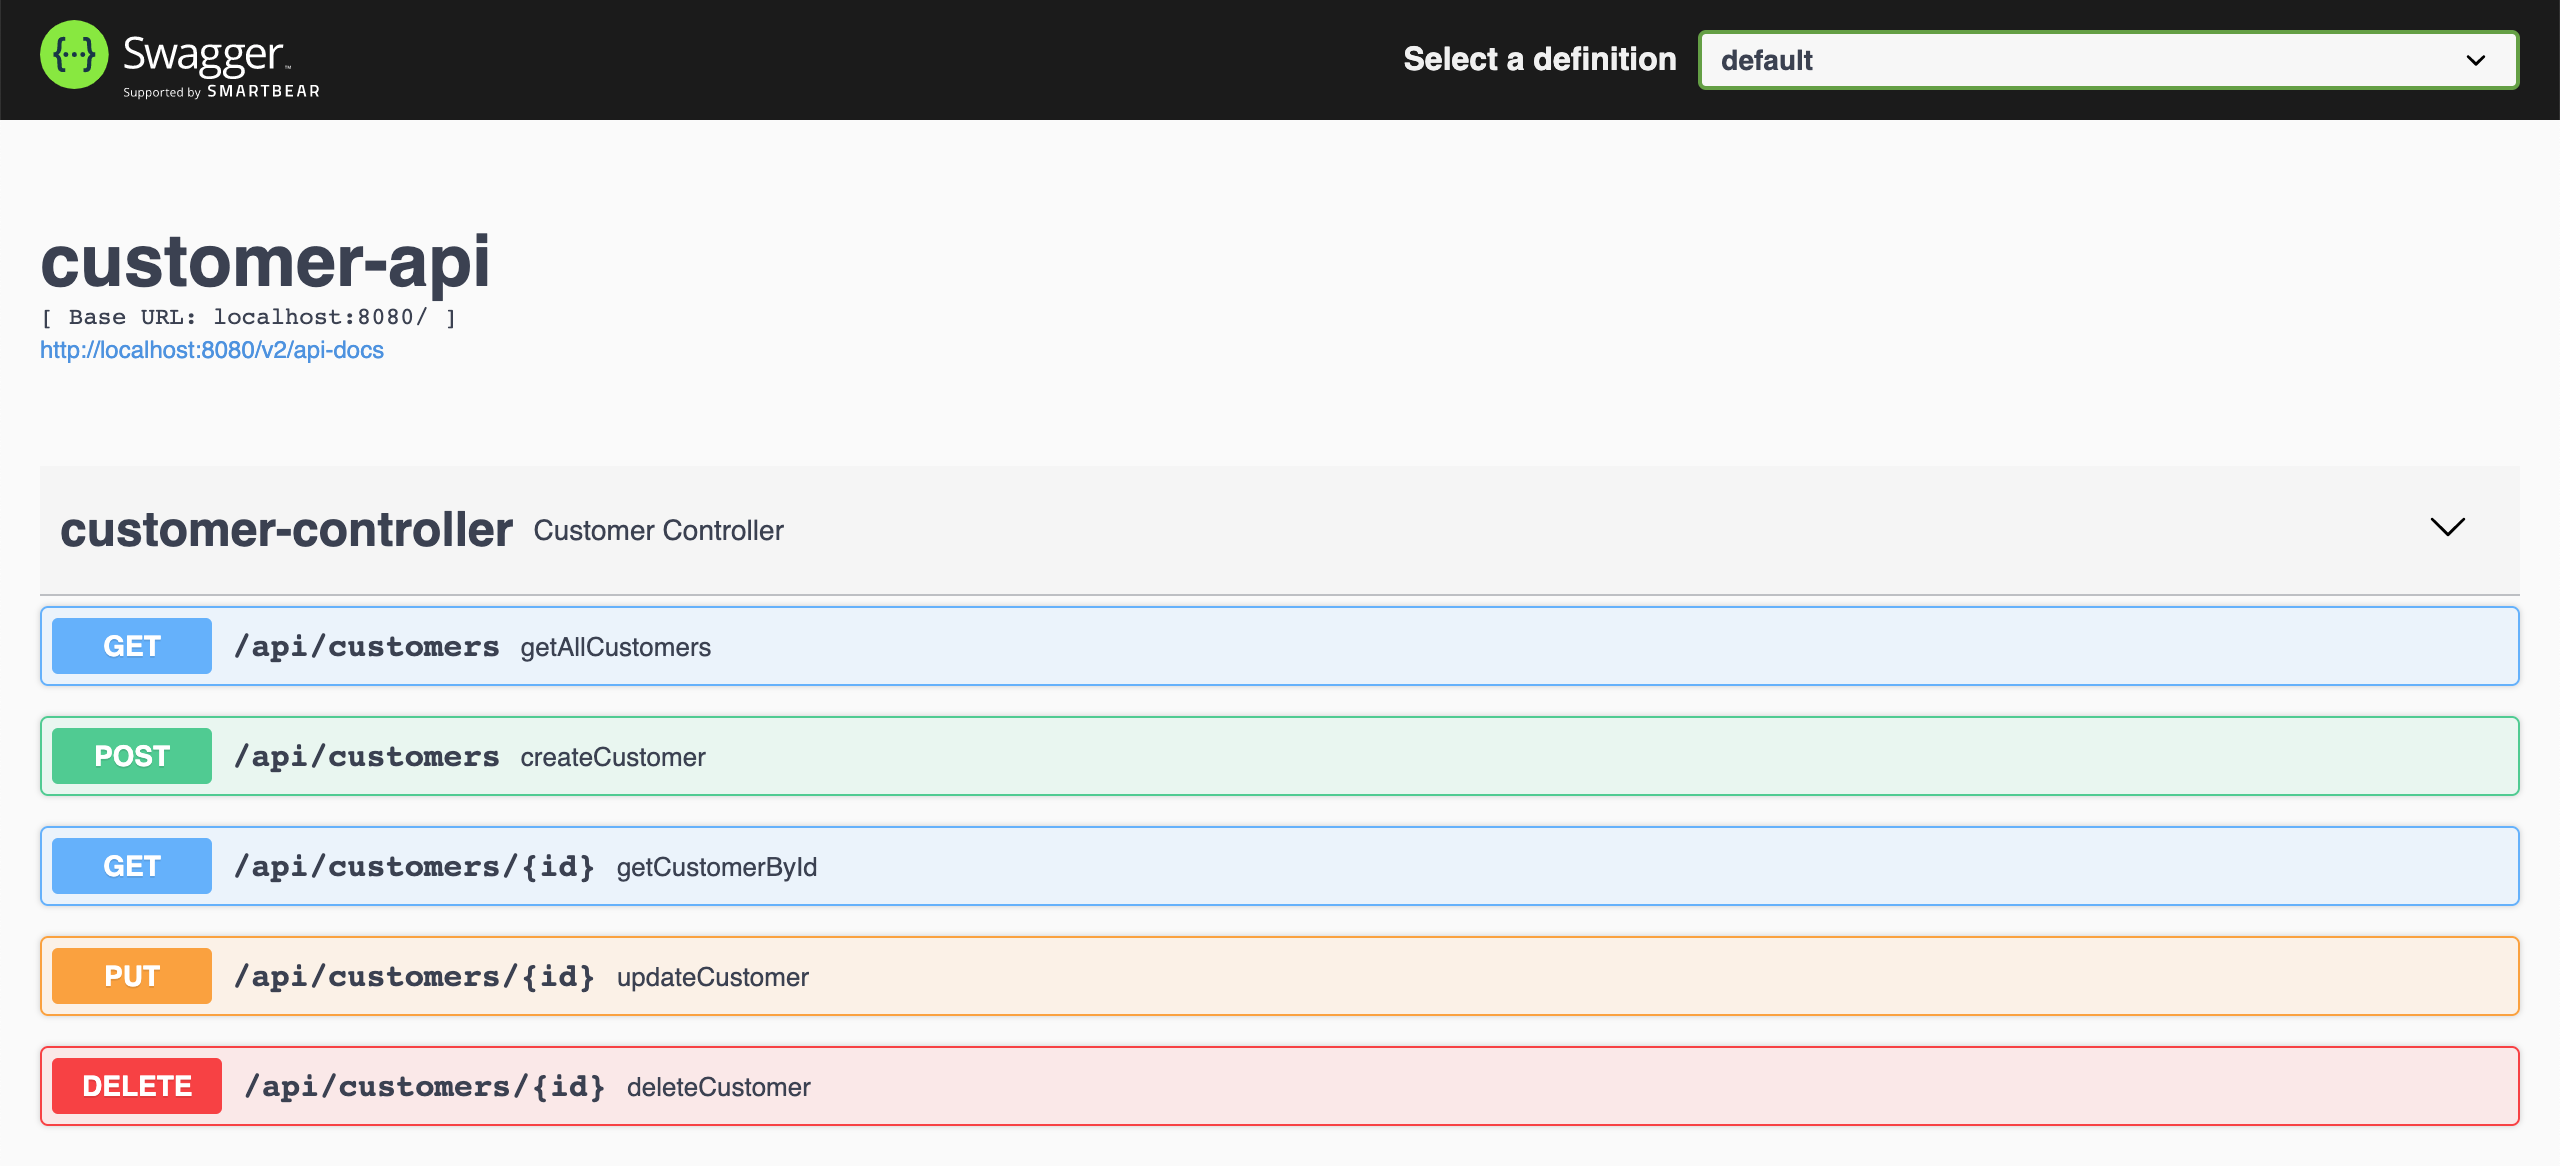 {···} Swagger™
Supported by SMARTBEAR
Select a definition
default
customer-api
[ Base URL: localhost:8080/ ]
http://localhost:8080/v2/api-docs
customer-controller Customer Controller
GET /api/customers getAllCustomers
POST /api/customers createCustomer
GET /api/customers/{id} getCustomerById
PUT /api/customers/{id} updateCustomer
DELETE /api/customers/{id} deleteCustomer